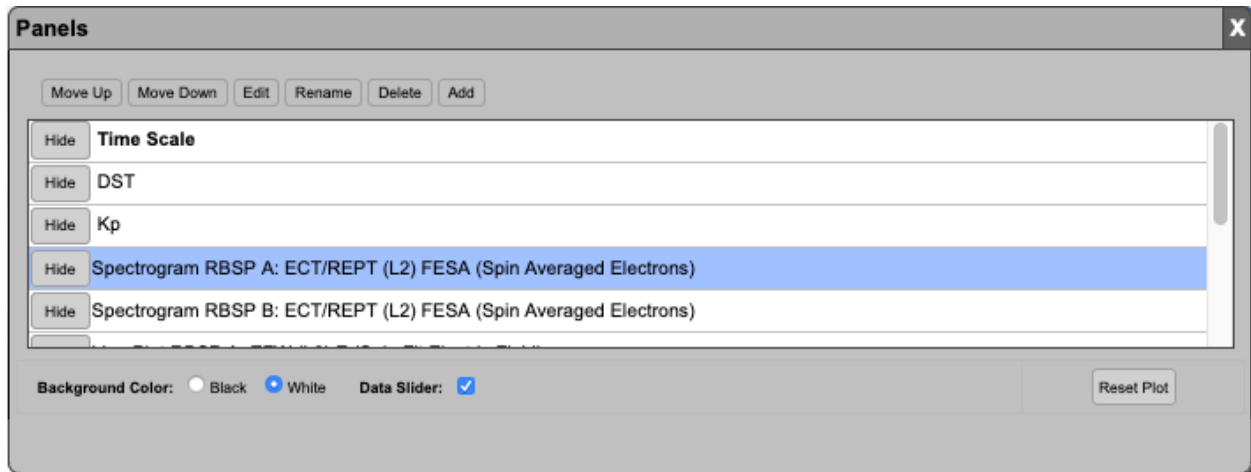 Panels X
Move Up Move Down Edit Rename Delete Add
Hide Time Scale
Hide DST
Hide Kp
Hide Spectrogram RBSP A: ECT/REPT (L2) FESA (Spin Averaged Electrons)
Hide Spectrogram RBSP B: ECT/REPT (L2) FESA (Spin Averaged Electrons)
Background Color: Black White Data Slider: Reset Plot